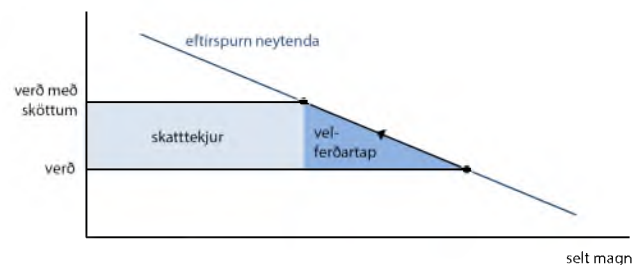 eftirspurn neytenda
verð með
sköttum
skatttekjur
vel-
ferðartap
verð
selt magn